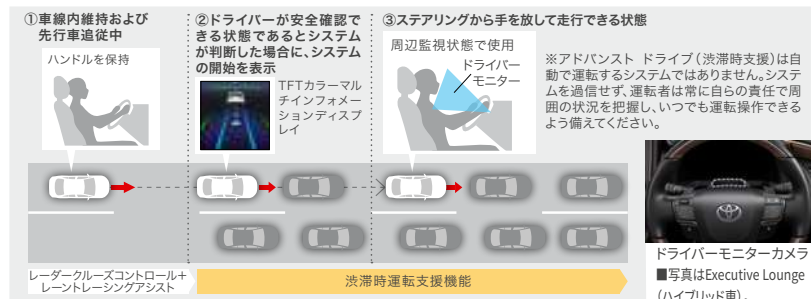 ①車線内維持および
先行車追従中
ハンドルを保持
②ドライバーが安全確認で
きる状態であるとシステム
が判断した場合に、システム
の開始を表示
TFTカラーマル
チインフォメー
ションディスプ
レイ
③ステアリングから手を放して走行できる状態
周辺監視状態で使用
ドライバー
モニター
※アドバンスト ドライブ(渋滞時支援)は自
動で運転するシステムではありません。システ
ムを過信せず、運転者は常に自らの責任で周
囲の状況を把握し、いつでも運転操作できる
よう備えてください。
レーダークルーズコントロール+
レーントレーシングアシスト
渋滞時運転支援機能
ドライバーモニターカメラ
■写真はExecutive Lounge
(ハイブリッド車)。